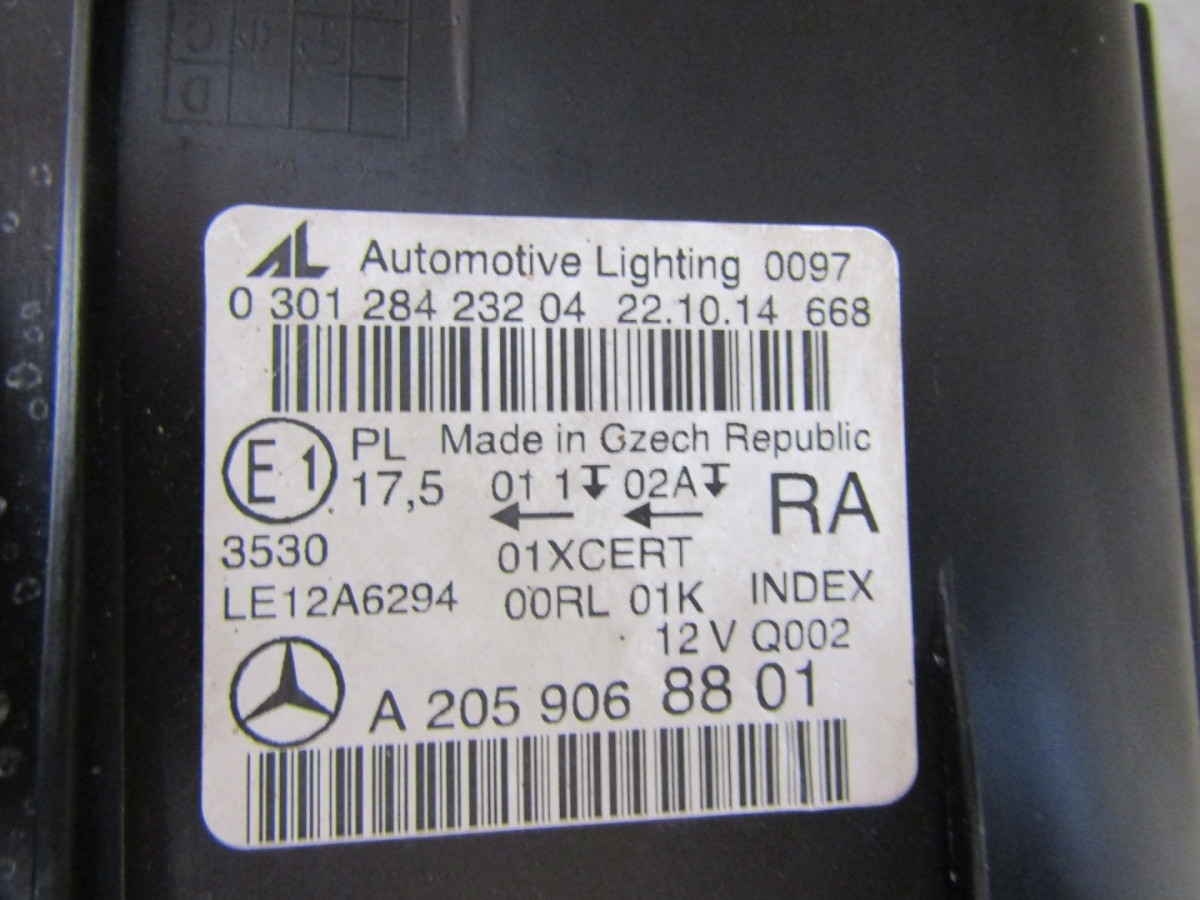 AL Automotive Lighting 0097
0 301 284 232 04 22.10.14 668
E1 PL Made in Czech Republic
17,5 01 1 02A RA
3530 01XCERT
LE12A6294 00RL 01K INDEX
12 V Q002
A 205 906 88 01